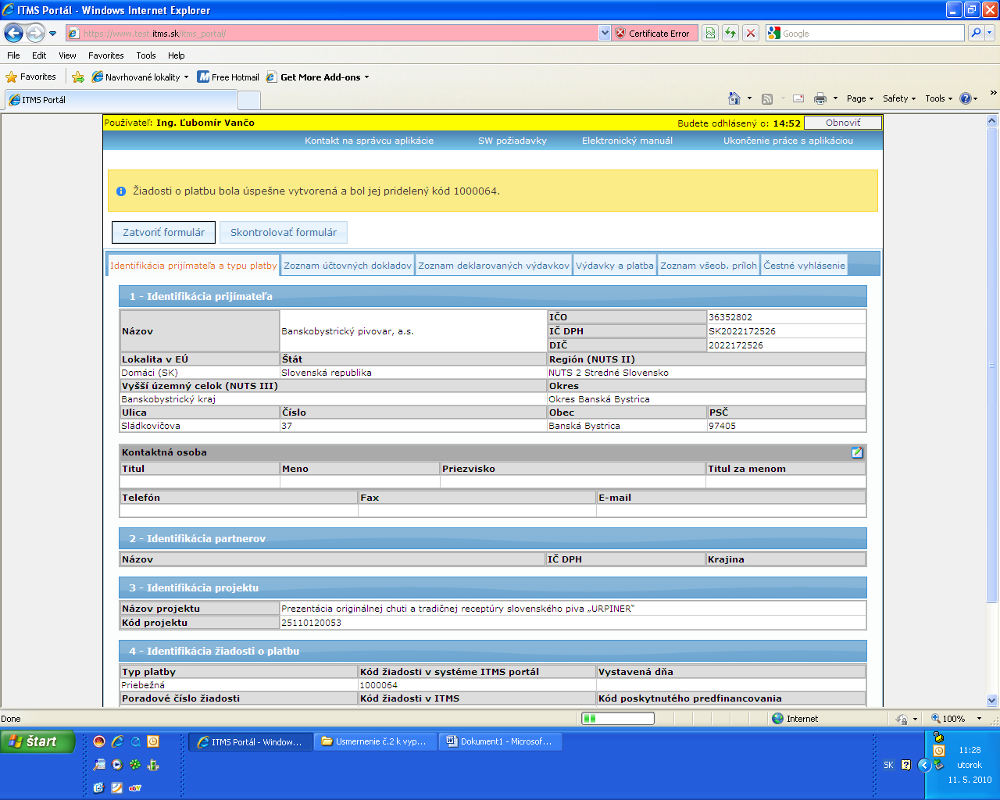 ITMS Portál - Windows Internet Explorer
https://www.test.itms.sk/itms_portal/
Certificate Error
Google
File Edit View Favorites Tools Help
Favorites
Navrhované lokality
Free Hotmail
Get More Add-ons
ITMS Portál
Page
Safety
Tools
Používateľ: Ing. Ľubomír Vančo
Budete odhlásený o: 14:52
Obnoviť
Kontakt na správcu aplikácie
SW požiadavky
Elektronický manuál
Ukončenie práce s aplikáciou
Žiadosti o platbu bola úspešne vytvorená a bol jej pridelený kód 1000064.
Zatvoriť formulár
Skontrolovať formulár
Identifikácia prijímateľa a typu platby
Zoznam účtovných dokladov
Zoznam deklarovaných výdavkov
Výdavky a platba
Zoznam všeob. príloh
Čestné vyhlásenie
1 - Identifikácia prijímateľa
Názov
Banskobystrický pivovar, a.s.
IČO 36352802
IČ DPH SK2022172526
DIČ 2022172526
Lokalita v EÚ Štát Región (NUTS II)
Domáci (SK) Slovenská republika NUTS 2 Stredné Slovensko
Vyšší územný celok (NUTS III) Okres
Banskobystrický kraj Okres Banská Bystrica
Ulica Číslo Obec PSČ
Sládkovičova 37 Banská Bystrica 97405
Kontaktná osoba
Titul Meno Priezvisko Titul za menom
Telefón Fax E-mail
2 - Identifikácia partnerov
Názov IČ DPH Krajina
3 - Identifikácia projektu
Názov projektu Prezentácia originálnej chuti a tradičnej receptúry slovenského piva „URPINER“
Kód projektu 25110120053
4 - Identifikácia žiadosti o platbu
Typ platby Kód žiadosti v systéme ITMS portál Vystavená dňa
Priebežná 1000064
Poradové číslo žiadosti Kód žiadosti v ITMS Kód poskytnutého predfinancovania
Done
Internet
100%
štart
ITMS Portál - Window...
Usmernenie č.2 k vyp...
Dokument1 - Microsof...
SK
11:28
utorok
11. 5. 2010